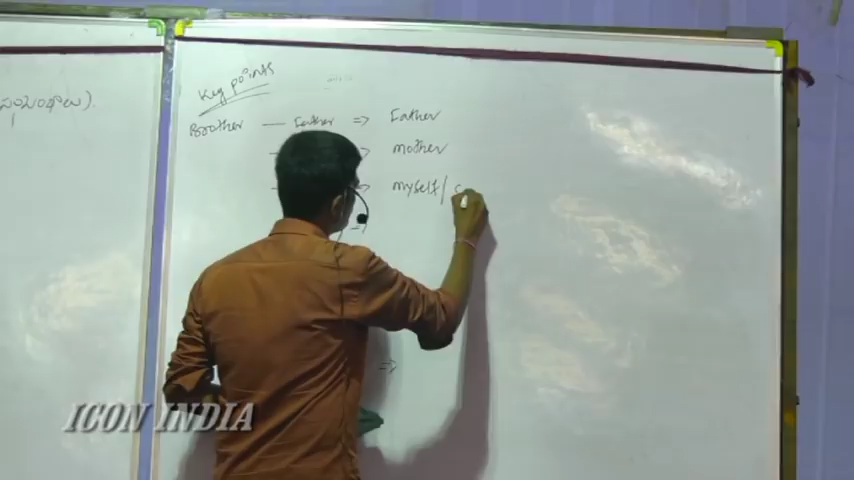 Key points
Brother — Father => Father
mother
myself/
=>
ICON INDIA